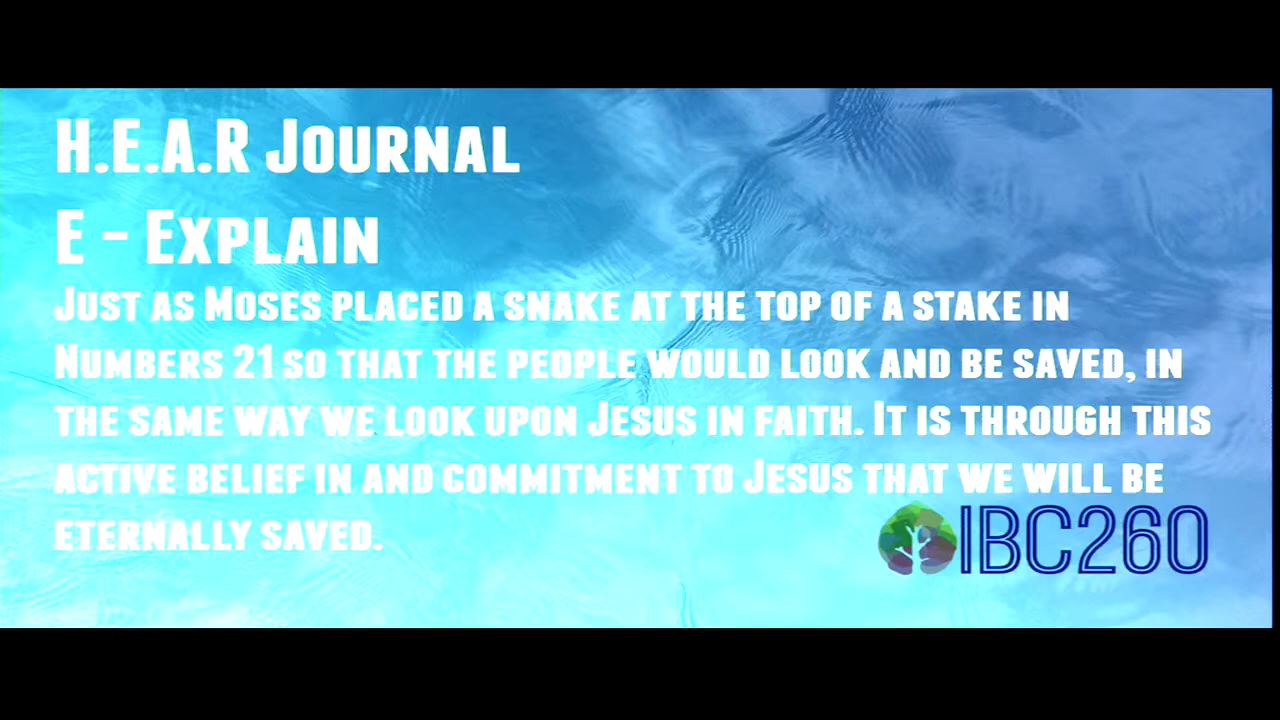 H.E.A.R Journal
E - Explain
Just as Moses placed a snake at the top of a stake in
Numbers 21 so that the people would look and be saved, in
the same way we look upon Jesus in faith. It is through this
active belief in and commitment to Jesus that we will be
eternally saved.
IBC260